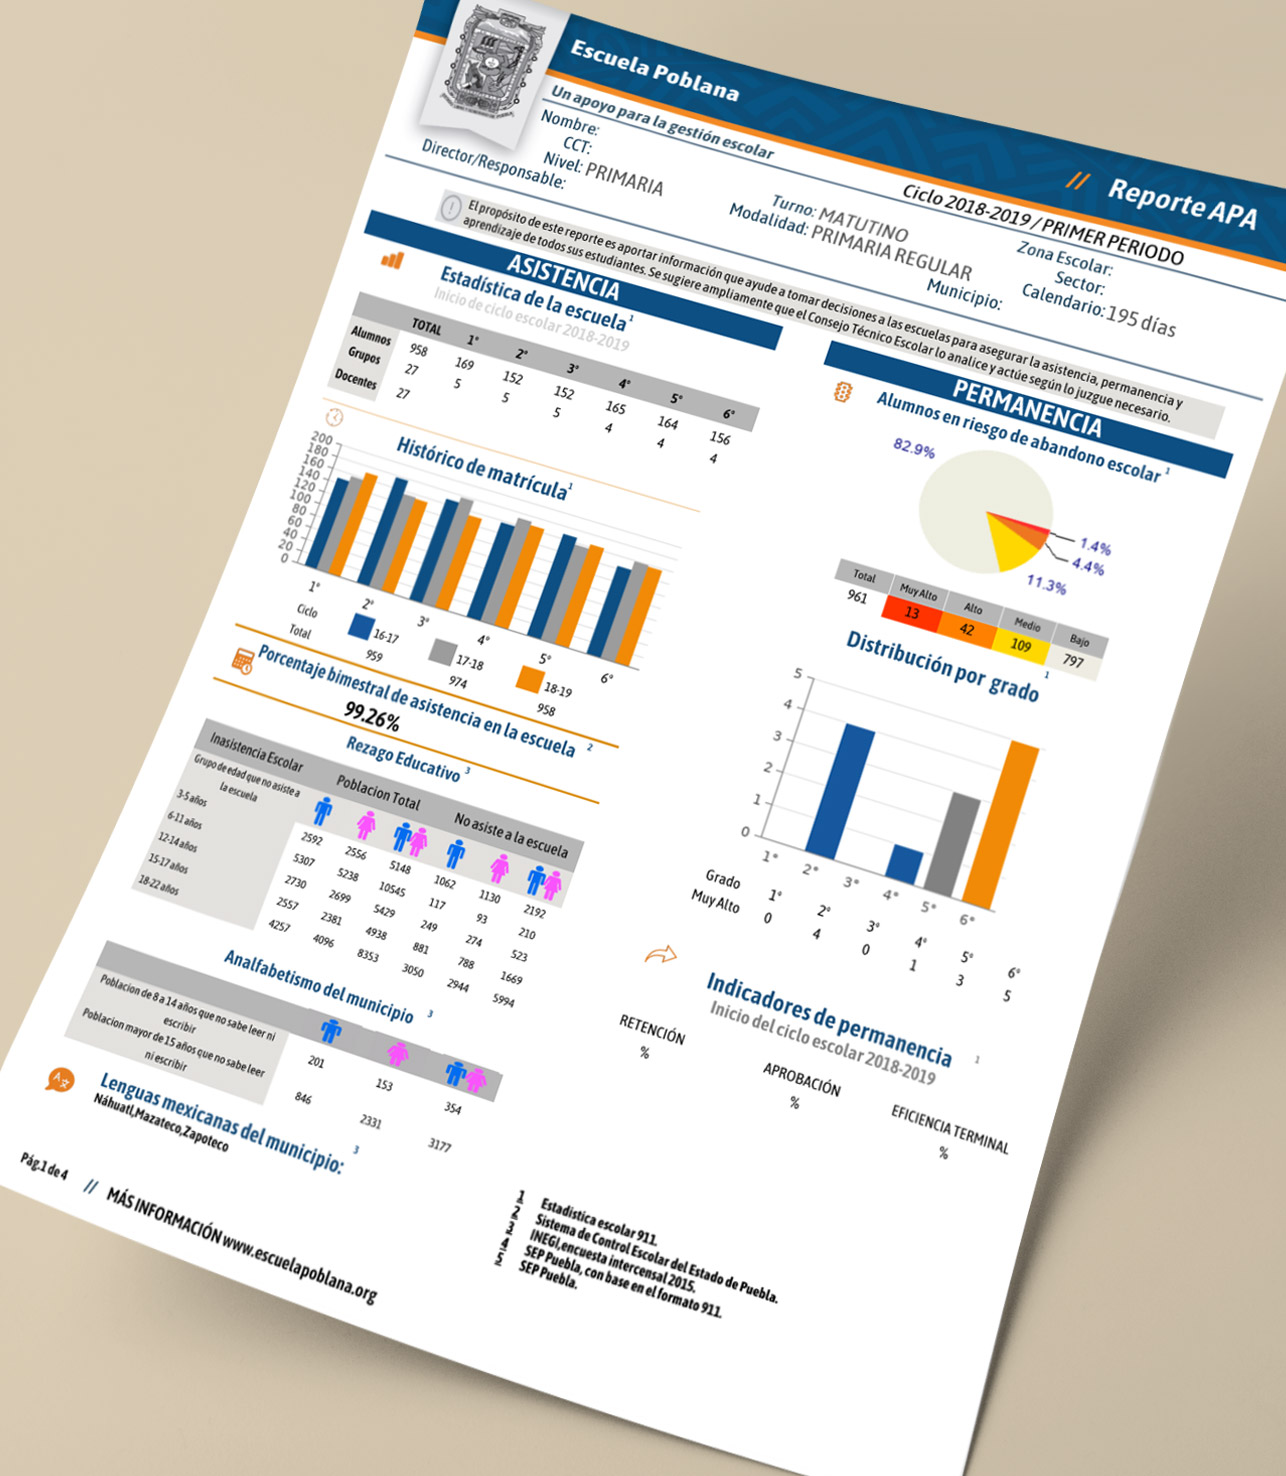 Escuela Poblana
// Reporte APA
Un apoyo para la gestión escolar
Ciclo 2018-2019 / PRIMER PERIODO
Nombre:
CCT:
Nivel: PRIMARIA
Director/Responsable:
Turno: MATUTINO
Modalidad: PRIMARIA REGULAR
Municipio:
Zona Escolar:
Sector:
Calendario: 195 días
El propósito de este reporte es aportar información que ayude a tomar decisiones a las escuelas para asegurar la asistencia, permanencia y
aprendizaje de todos sus estudiantes. Se sugiere ampliamente que el Consejo Técnico Escolar lo analice y actúe según lo juzgue necesario.
ASISTENCIA
Estadística de la escuela 1
Inicio de ciclo escolar 2018-2019
TOTAL 1° 2° 3° 4° 5° 6°
Alumnos 958 169 152 152 165 164 156
Grupos 27 5 5 5 4 4 4
Docentes 27
Histórico de matrícula 1
200
180
160
140
120
100
80
60
40
20
0
1° 2° 3° 4° 5° 6°
Ciclo 16-17 17-18 18-19
Total 959 974 958
Porcentaje bimestral de asistencia en la escuela 2
99.26%
Rezago Educativo 3
Inasistencia Escolar Poblacion Total No asiste a la escuela
Grupo de edad que no asiste a
la escuela
3-5 años 2592 2556 5148 1062 1130 2192
6-11 años 5307 5238 10545 117 93 210
12-14 años 2730 2699 5429 249 274 523
15-17 años 2557 2381 4938 881 788 1669
18-22 años 4257 4096 8353 3050 2944 5994
Analfabetismo del municipio 3
Poblacion de 8 a 14 años que no sabe leer ni
escribir
201 153 354
Poblacion mayor de 15 años que no sabe leer
ni escribir
846 2331 3177
Lenguas mexicanas del municipio: 3
Náhuatl,Mazateco,Zapoteco
PERMANENCIA
Alumnos en riesgo de abandono escolar 1
82.9%
1.4%
4.4%
11.3%
Total Muy Alto Alto Medio Bajo
961 13 42 109 797
Distribución por grado 1
5
4
3
2
1
0
1° 2° 3° 4° 5° 6°
Grado 1° 2° 3° 4° 5° 6°
Muy Alto 0 4 0 1 3 5
Indicadores de permanencia 1
Inicio del ciclo escolar 2018-2019
RETENCIÓN APROBACIÓN EFICIENCIA TERMINAL
% % %
1 Estadística escolar 911.
2 Sistema de Control Escolar del Estado de Puebla.
3 INEGI,encuesta intercensal 2015.
4 SEP Puebla, con base en el formato 911.
5 SEP Puebla.
Pág.1 de 4 // MÁS INFORMACIÓN www.escuelapoblana.org